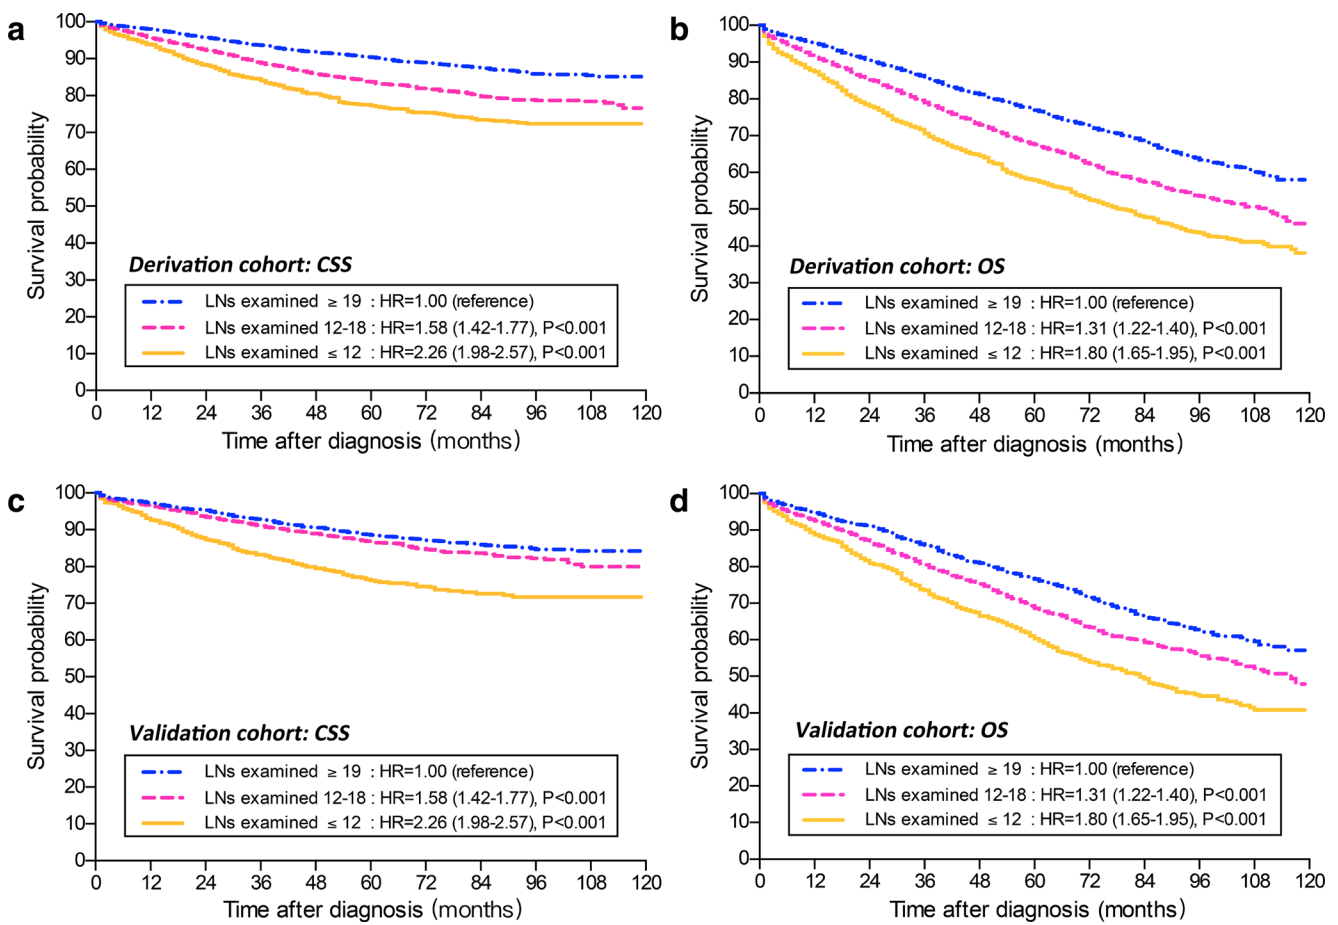 a
Survival probability
100
90
80
70
60
50
40
30
20
10
0
Derivation cohort: CSS
LNs examined ≥ 19 : HR=1.00 (reference)
LNs examined 12-18 : HR=1.58 (1.42-1.77), P<0.001
LNs examined ≤ 12 : HR=2.26 (1.98-2.57), P<0.001
0 12 24 36 48 60 72 84 96 108 120
Time after diagnosis (months)
b
Survival probability
100
90
80
70
60
50
40
30
20
10
0
Derivation cohort: OS
LNs examined ≥ 19 : HR=1.00 (reference)
LNs examined 12-18 : HR=1.31 (1.22-1.40), P<0.001
LNs examined ≤ 12 : HR=1.80 (1.65-1.95), P<0.001
0 12 24 36 48 60 72 84 96 108 120
Time after diagnosis (months)
c
Survival probability
100
90
80
70
60
50
40
30
20
10
0
Validation cohort: CSS
LNs examined ≥ 19 : HR=1.00 (reference)
LNs examined 12-18 : HR=1.58 (1.42-1.77), P<0.001
LNs examined ≤ 12 : HR=2.26 (1.98-2.57), P<0.001
0 12 24 36 48 60 72 84 96 108 120
Time after diagnosis (months)
d
Survival probability
100
90
80
70
60
50
40
30
20
10
0
Validation cohort: OS
LNs examined ≥ 19 : HR=1.00 (reference)
LNs examined 12-18 : HR=1.31 (1.22-1.40), P<0.001
LNs examined ≤ 12 : HR=1.80 (1.65-1.95), P<0.001
0 12 24 36 48 60 72 84 96 108 120
Time after diagnosis (months)